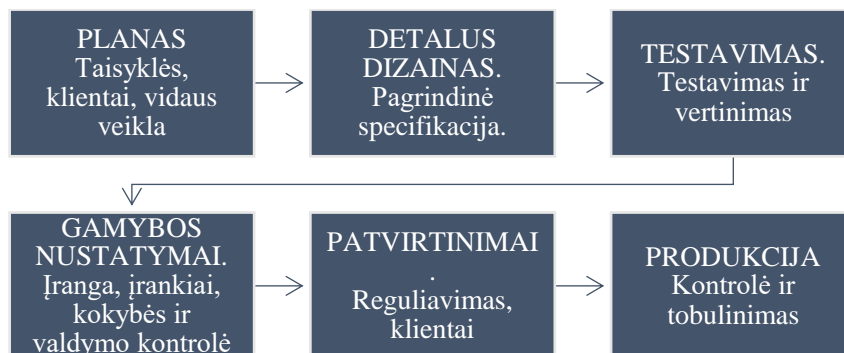 PLANAS
Taisyklės,
klientai, vidaus
veikla
DETALUS
DIZAINAS.
Pagrindinė
specifikacija.
TESTAVIMAS.
Testavimas ir
vertinimas
GAMYBOS
NUSTATYMAI.
Įranga, įrankiai,
kokybės ir
valdymo kontrolė
PATVIRTINIMAI
.
Reguliavimas,
klientai
PRODUKCIJA
Kontrolė ir
tobulinimas